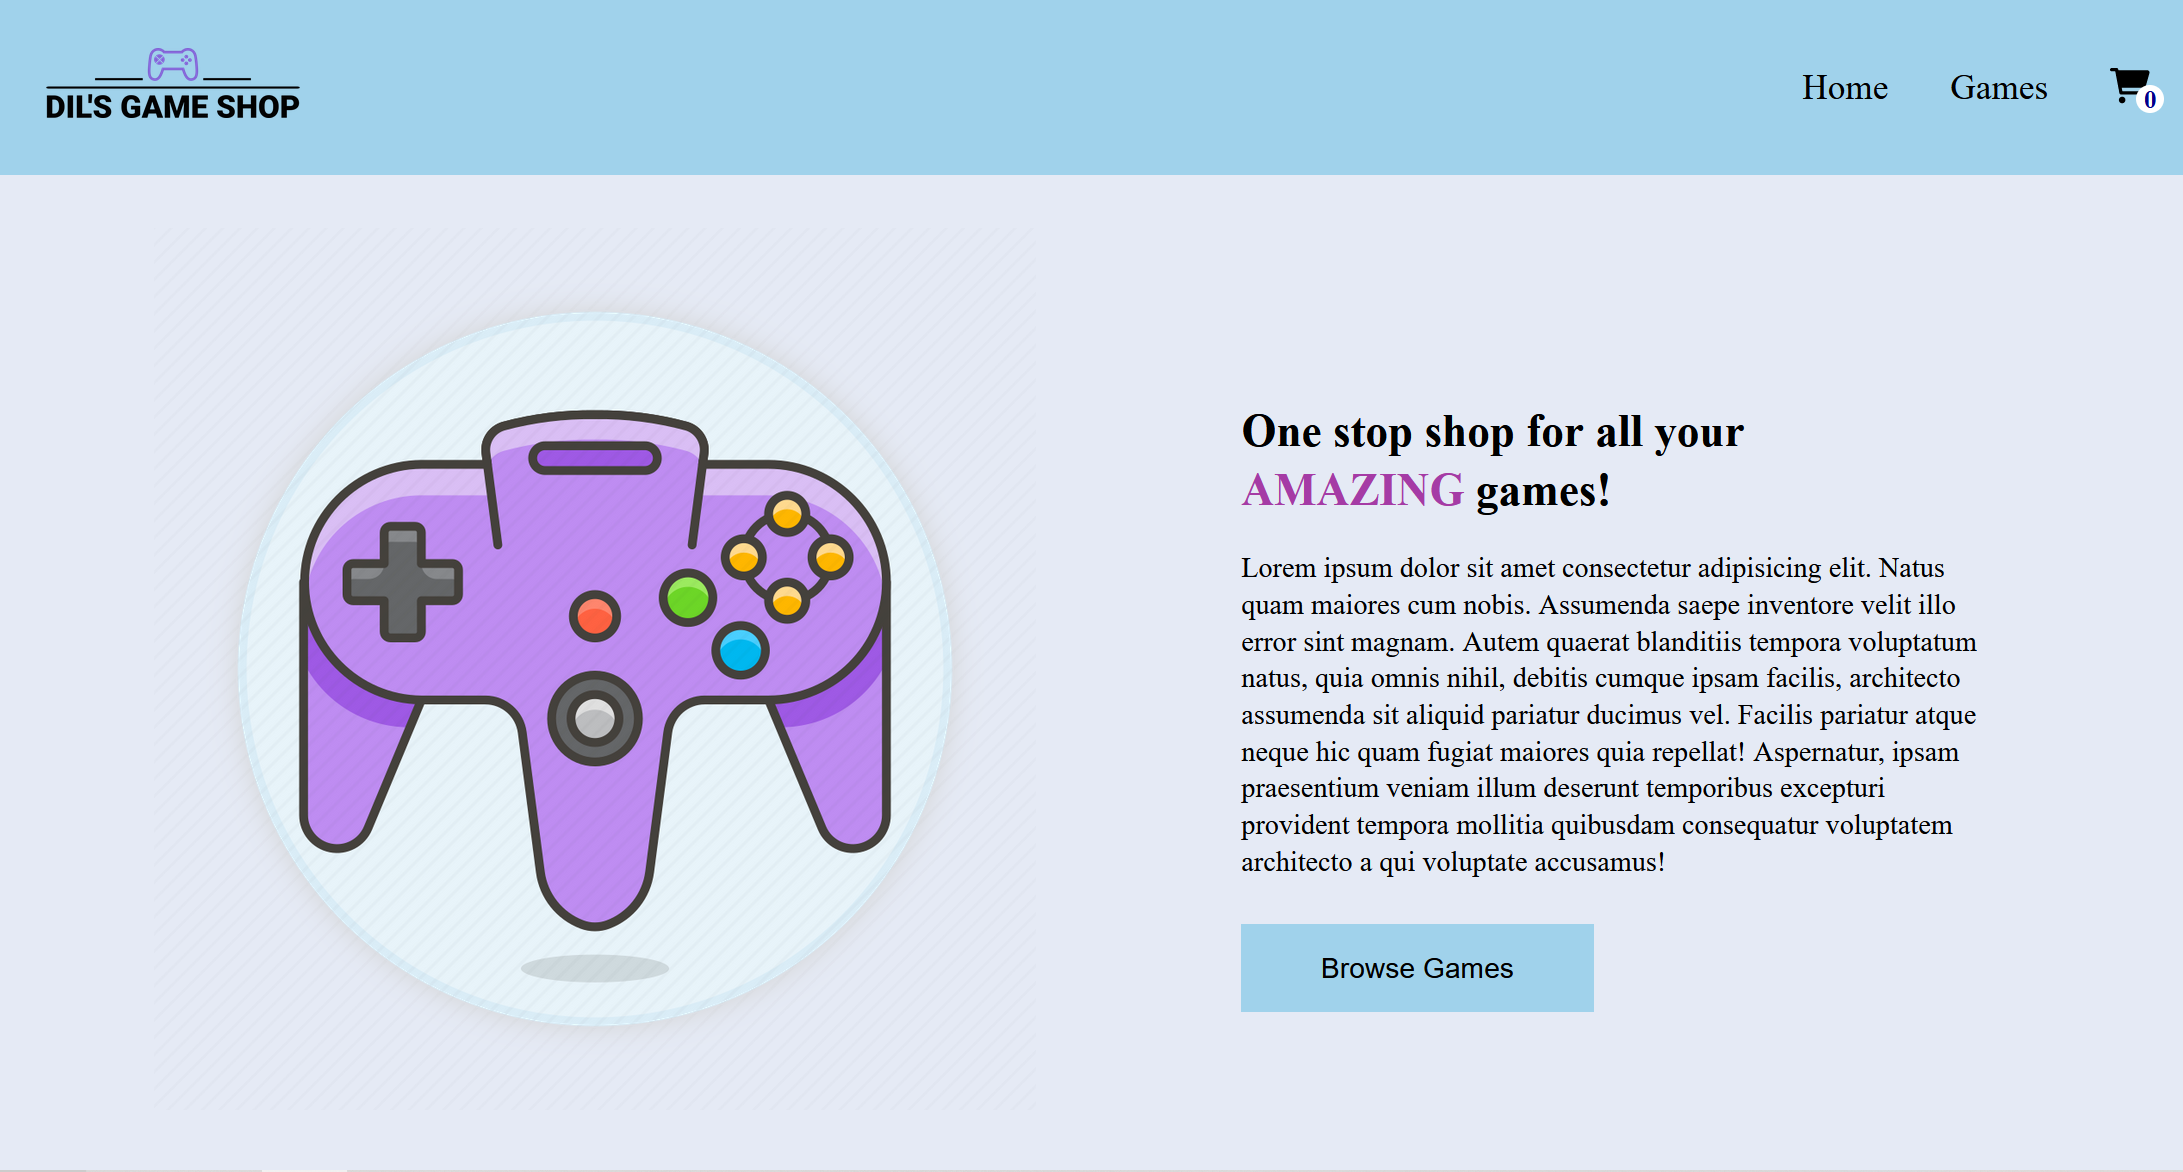 DIL'S GAME SHOP
Home Games 0
One stop shop for all your
AMAZING games!
Lorem ipsum dolor sit amet consectetur adipisicing elit. Natus
quam maiores cum nobis. Assumenda saepe inventore velit illo
error sint magnam. Autem quaerat blanditiis tempora voluptatum
natus, quia omnis nihil, debitis cumque ipsam facilis, architecto
assumenda sit aliquid pariatur ducimus vel. Facilis pariatur atque
neque hic quam fugiat maiores quia repellat! Aspernatur, ipsam
praesentium veniam illum deserunt temporibus excepturi
provident tempora mollitia quibusdam consequatur voluptatem
architecto a qui voluptate accusamus!
Browse Games